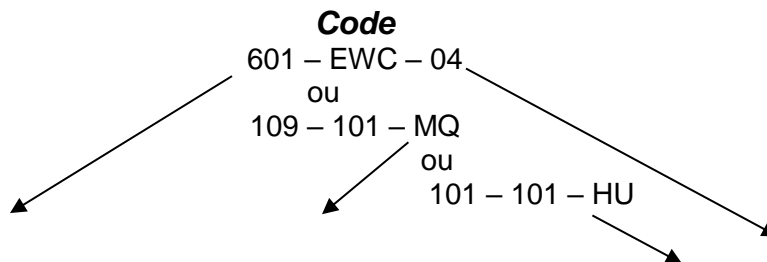 Code
601 – EWC – 04
ou
109 – 101 – MQ
ou
101 – 101 – HU